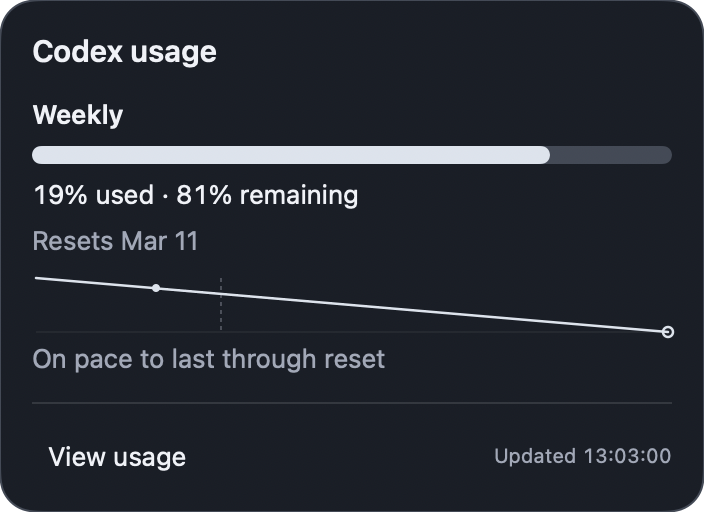 Codex usage
Weekly
19% used · 81% remaining
Resets Mar 11
On pace to last through reset
View usage
Updated 13:03:00